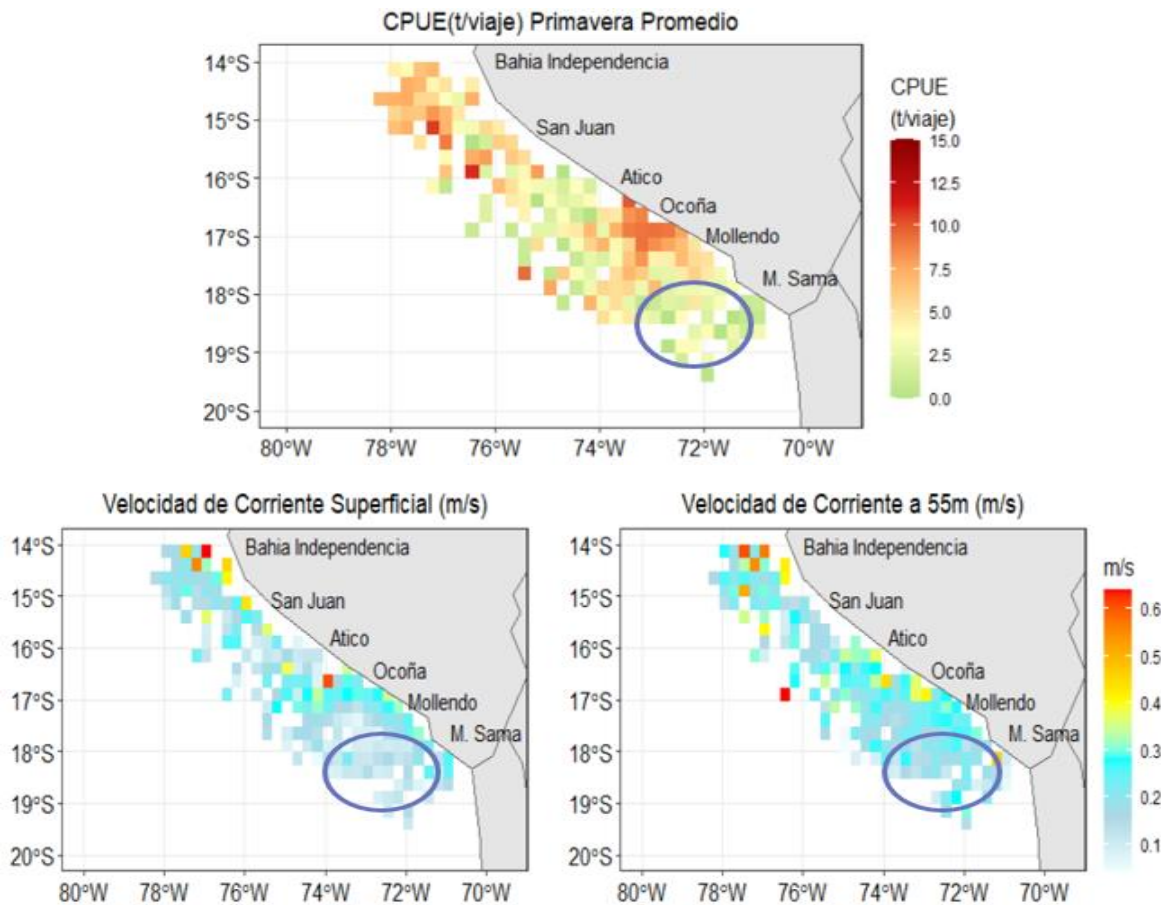 CPUE(t/viaje) Primavera Promedio
14°S
15°S
16°S
17°S
18°S
19°S
20°S
Bahia Independencia
San Juan
Atico
Ocoña
Mollendo
M. Sama
80°W
78°W
76°W
74°W
72°W
70°W
CPUE
(t/viaje)
15.0
12.5
10.0
7.5
5.0
2.5
0.0
Velocidad de Corriente Superficial (m/s)
14°S
15°S
16°S
17°S
18°S
19°S
20°S
Bahia Independencia
San Juan
Atico
Ocoña
Mollendo
M. Sama
80°W
78°W
76°W
74°W
72°W
70°W
Velocidad de Corriente a 55m (m/s)
14°S
15°S
16°S
17°S
18°S
19°S
20°S
Bahia Independencia
San Juan
Atico
Ocoña
Mollendo
M. Sama
80°W
78°W
76°W
74°W
72°W
70°W
m/s
0.6
0.5
0.4
0.3
0.2
0.1